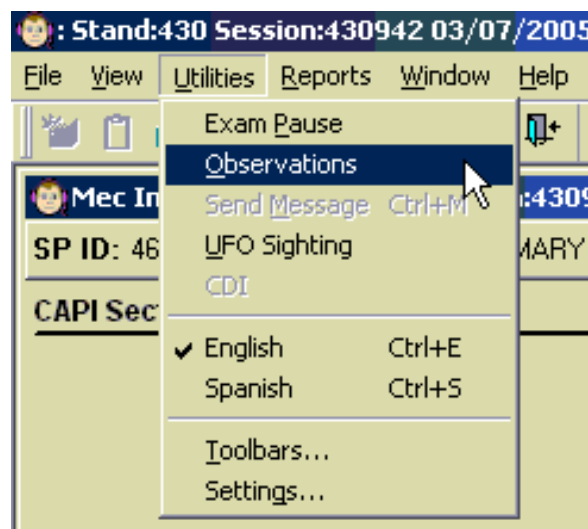 : Stand:430 Session:430942 03/07/2005
File View Utilities Reports Window Help
Exam Pause
Observations
Mec In :4309
Send Message Ctrl+M
SP ID: 46 MARY
UFO Sighting
CDI
CAPI Sec
English Ctrl+E
Spanish Ctrl+S
Toolbars...
Settings...